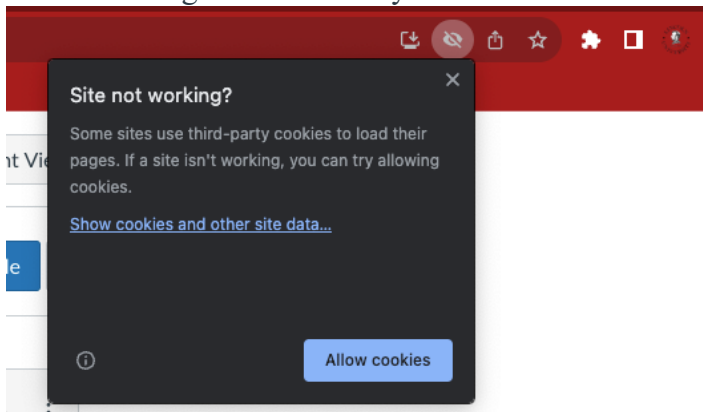 Site not working?
Some sites use third-party cookies to load their
pages. If a site isn't working, you can try allowing
cookies.
Show cookies and other site data...
Allow cookies